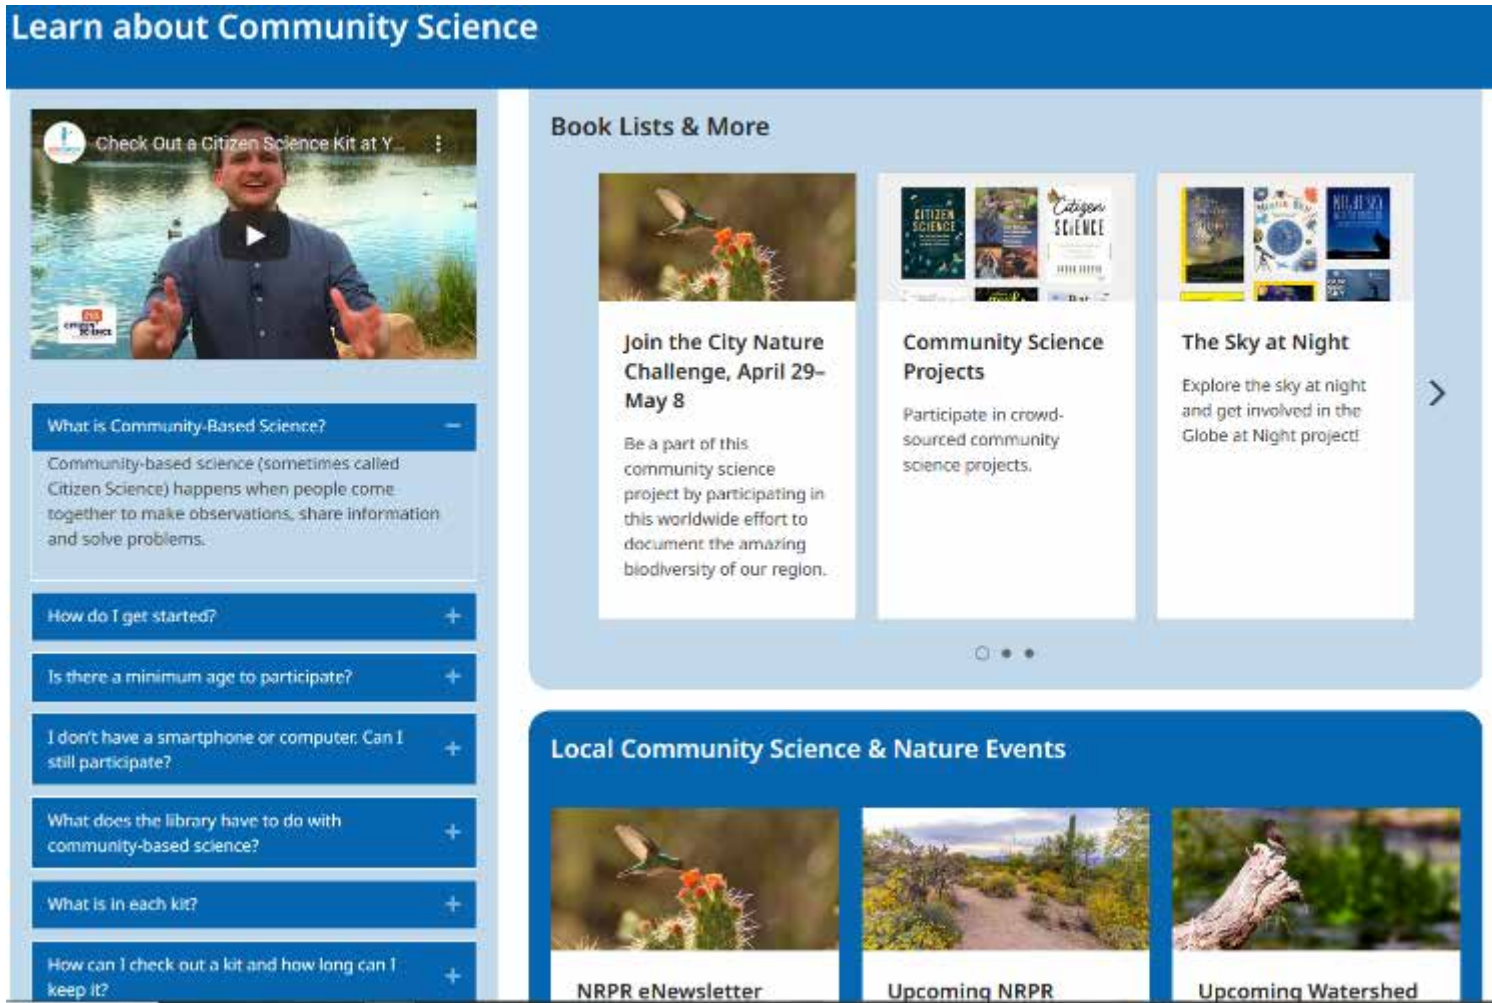 Learn about Community Science
Check Out a Citizen Science Kit at Y...
CITIZEN
SCIENCE
What is Community-Based Science?
Community-based science (sometimes called
Citizen Science) happens when people come
together to make observations, share information
and solve problems.
How do I get started?
Is there a minimum age to participate?
I don't have a smartphone or computer. Can I
still participate?
What does the library have to do with
community-based science?
What is in each kit?
How can I check out a kit and how long can I
keep it?
Book Lists & More
Join the City Nature
Challenge, April 29–
May 8
Be a part of this
community science
project by participating in
this worldwide effort to
document the amazing
biodiversity of our region.
CITIZEN
SCIENCE
Citizen
SCIENCE
Community Science
Projects
Participate in crowd-
sourced community
science projects.
NIGHT SKY
The Sky at Night
Explore the sky at night
and get involved in the
Globe at Night project!
Local Community Science & Nature Events
NRPR eNewsletter
Upcoming NRPR
Upcoming Watershed